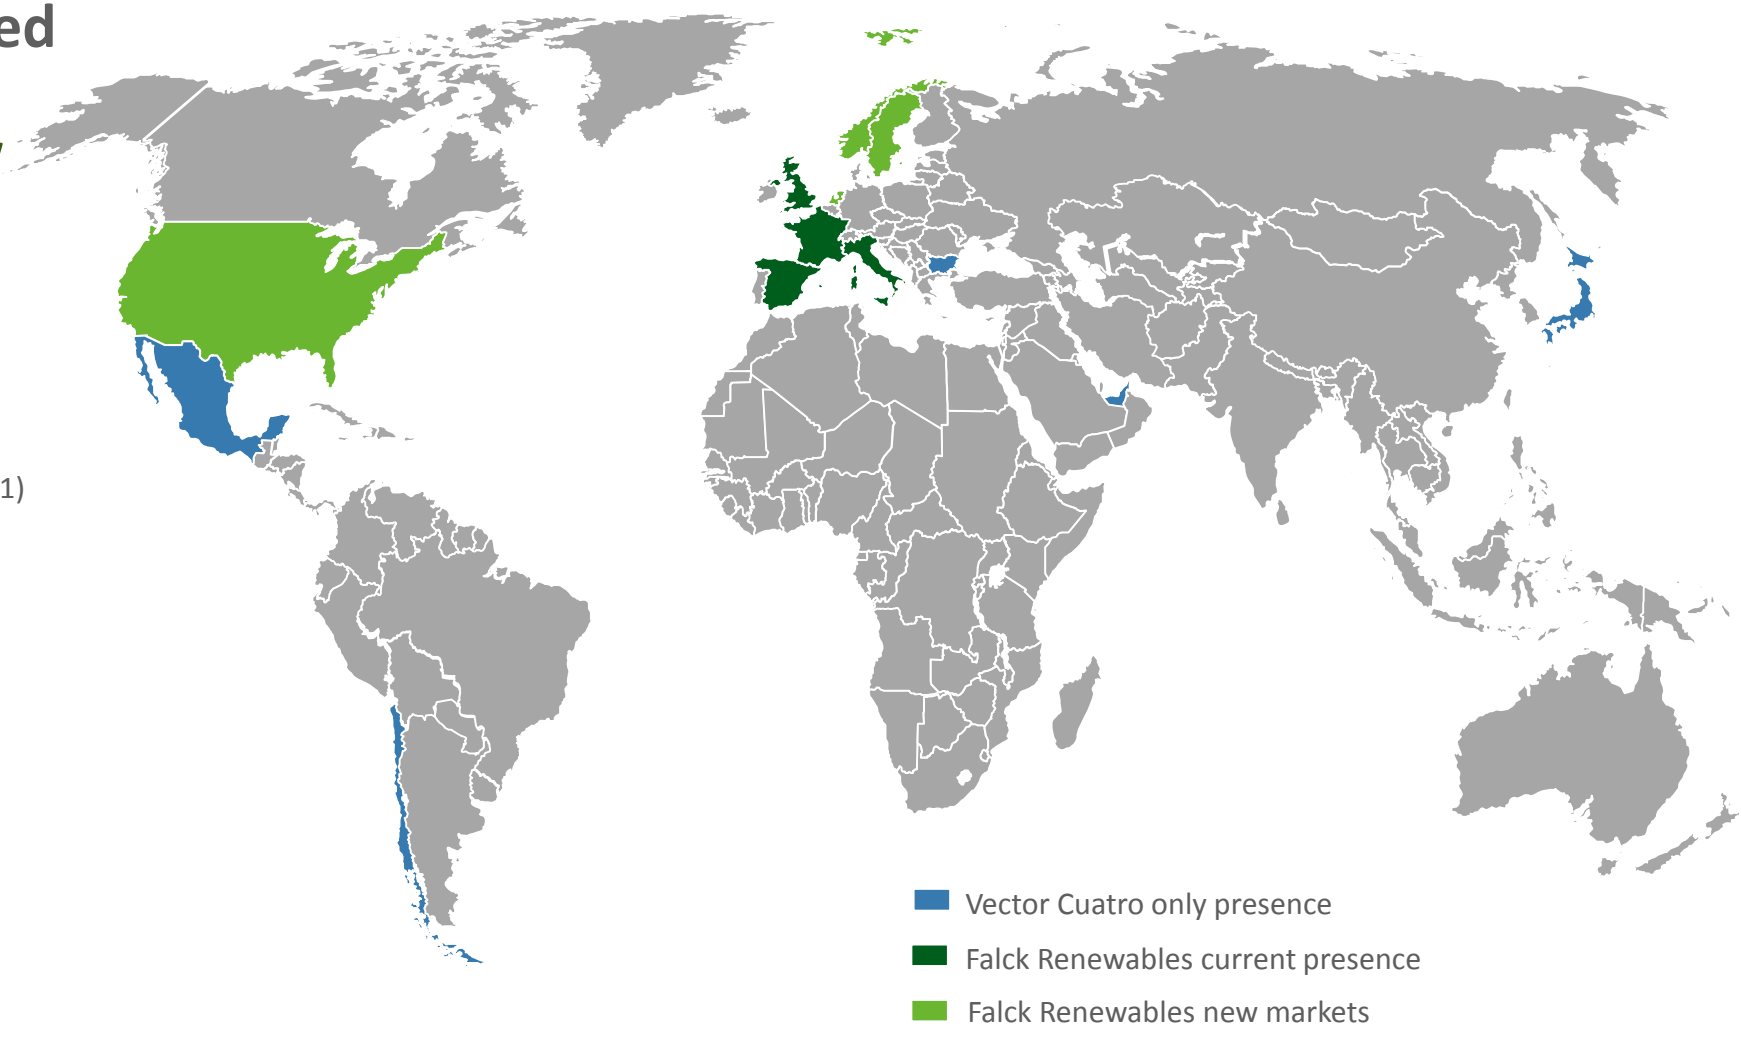 ed
1)
Vector Cuatro only presence
Falck Renewables current presence
Falck Renewables new markets